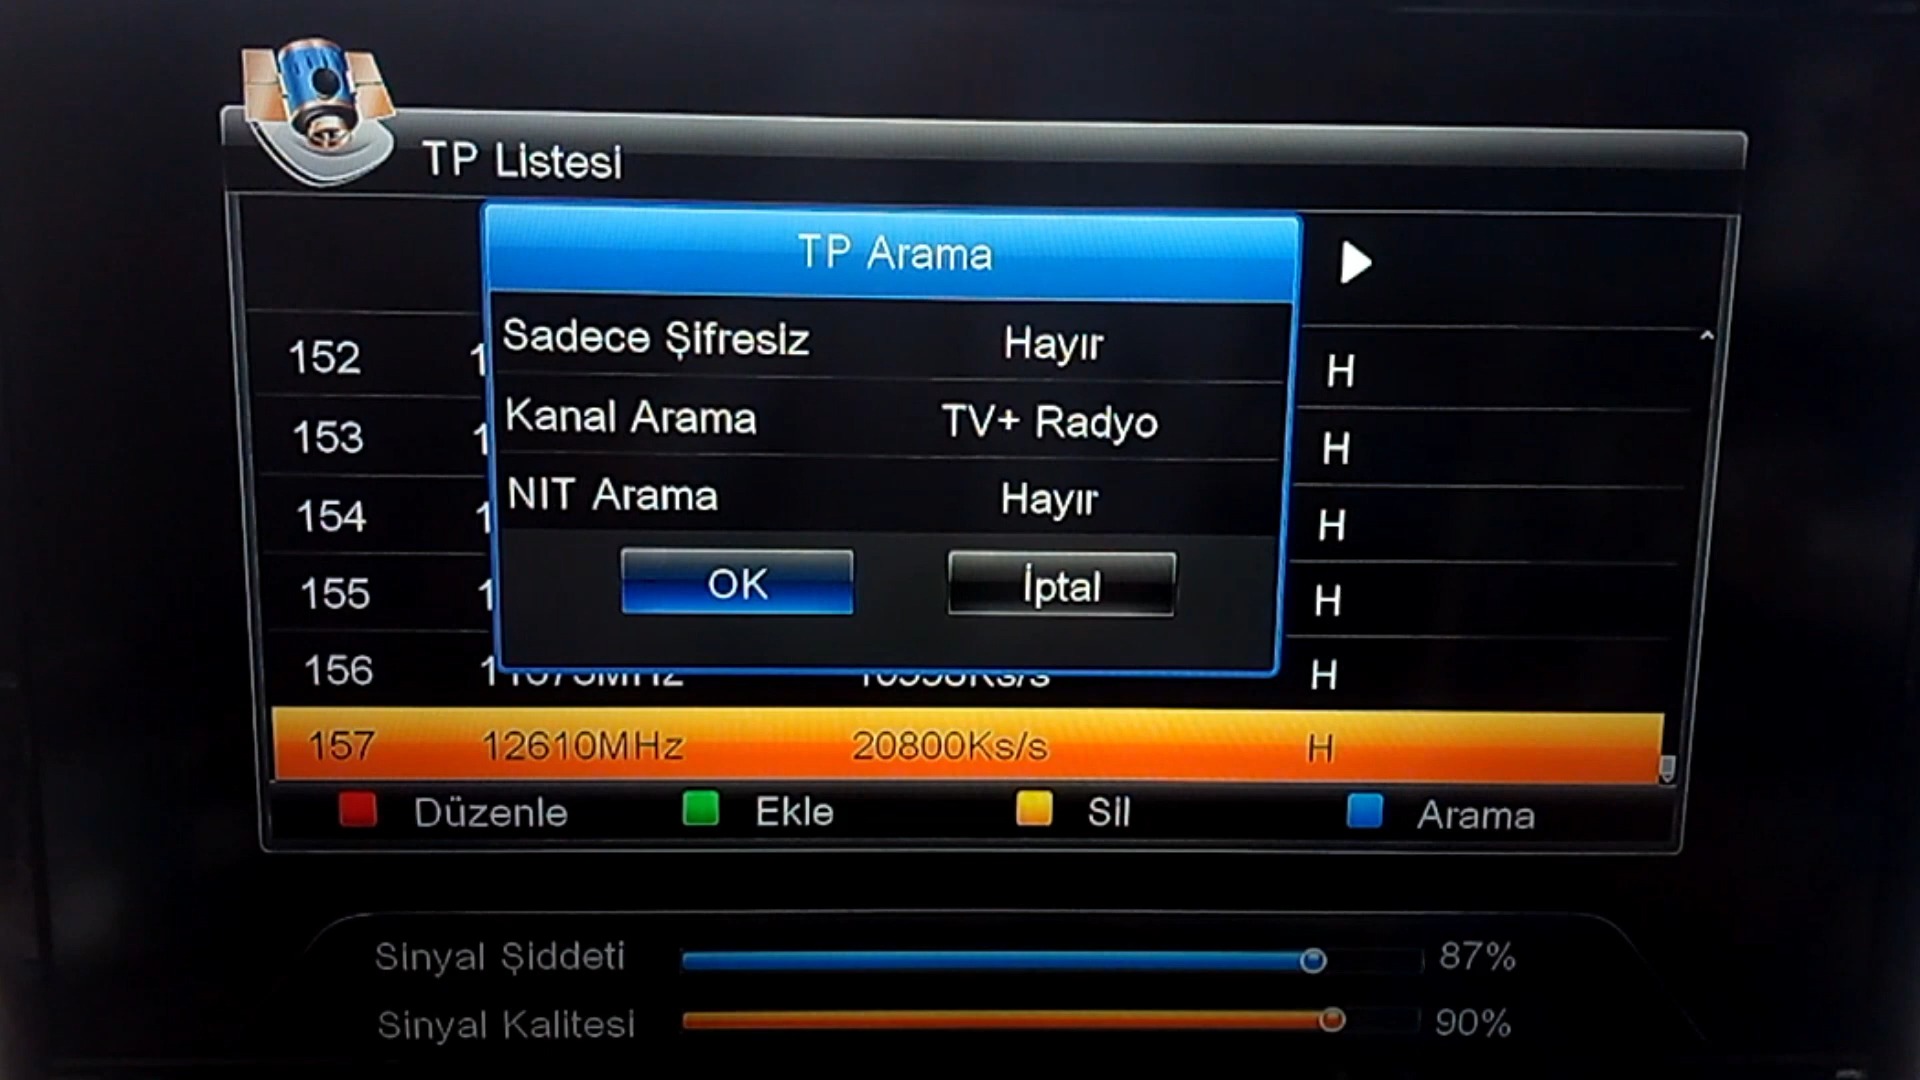 TP Listesi
TP Arama
Sadece Şifresiz Hayır
Kanal Arama TV+ Radyo
NIT Arama Hayır
OK İptal
152 H
153 H
154 H
155 H
156 H
157 12610MHz 20800Ks/s H
Düzenle Ekle Sil Arama
Sinyal Şiddeti 87%
Sinyal Kalitesi 90%